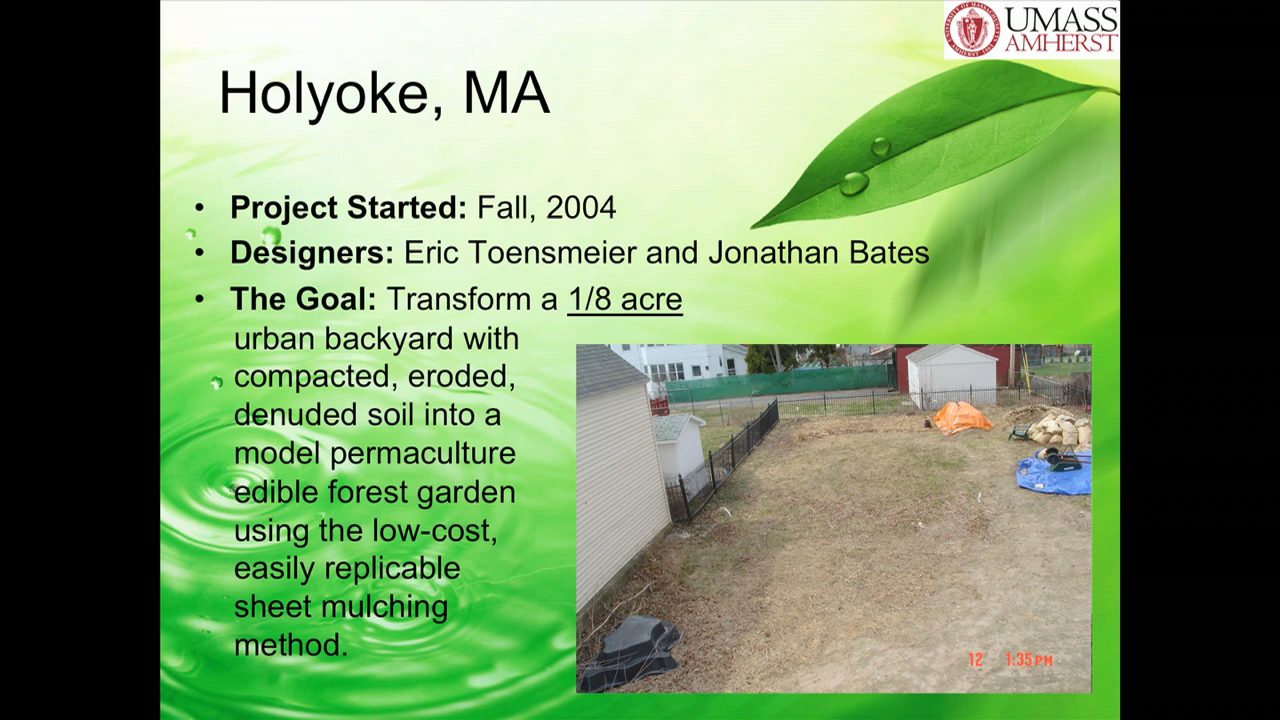 UMASS
AMHERST
Holyoke, MA
• Project Started: Fall, 2004
• Designers: Eric Toensmeier and Jonathan Bates
• The Goal: Transform a 1/8 acre
urban backyard with
compacted, eroded,
denuded soil into a
model permaculture
edible forest garden
using the low-cost,
easily replicable
sheet mulching
method.
12 1:35 PM